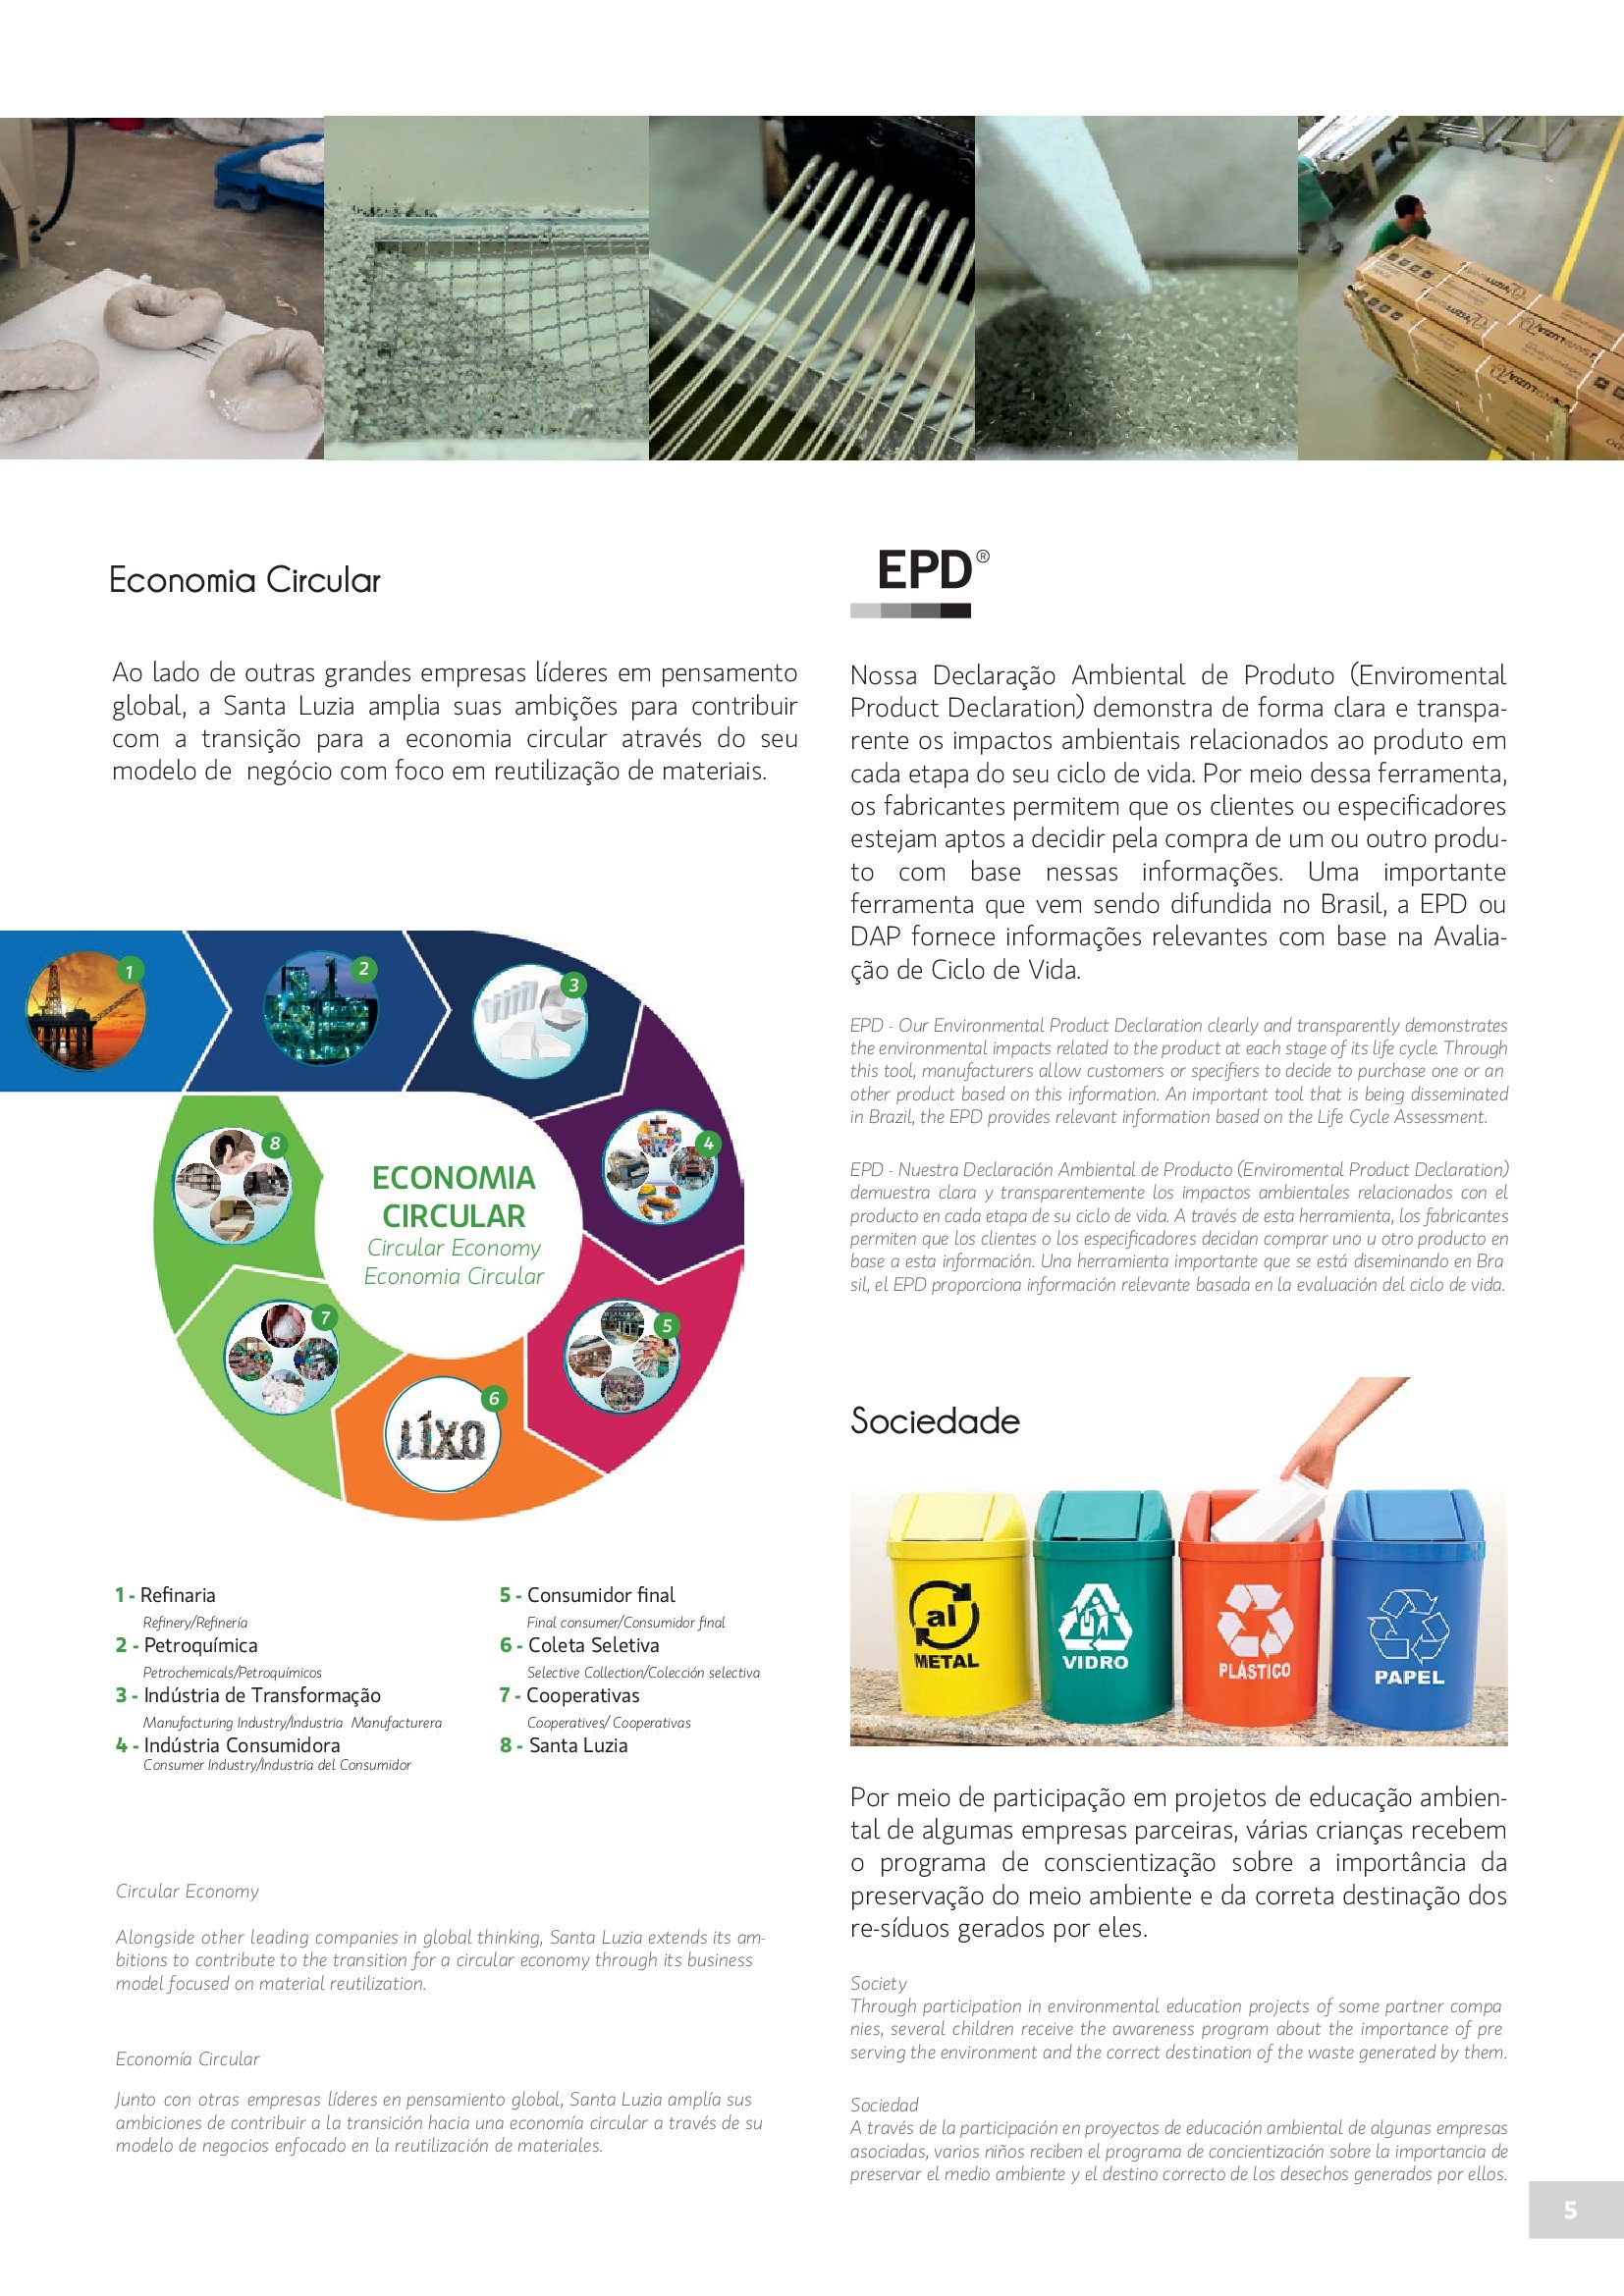 Economia Circular
Ao lado de outras grandes empresas líderes em pensamento
global, a Santa Luzia amplia suas ambições para contribuir
com a transição para a economia circular através do seu
modelo de negócio com foco em reutilização de materiais.
1
2
3
4
5
6
7
8
LIXO
ECONOMIA
CIRCULAR
Circular Economy
Economia Circular
1 - Refinaria
Refinery/Refinería
2 - Petroquímica
Petrochemicals/Petroquímicos
3 - Indústria de Transformação
Manufacturing Industry/Industria Manufacturera
4 - Indústria Consumidora
Consumer Industry/Industria del Consumidor
5 - Consumidor final
Final consumer/Consumidor final
6 - Coleta Seletiva
Selective Collection/Colección selectiva
7 - Cooperativas
Cooperatives/ Cooperativas
8 - Santa Luzia
Circular Economy
Alongside other leading companies in global thinking, Santa Luzia extends its am-
bitions to contribute to the transition for a circular economy through its business
model focused on material reutilization.
Economía Circular
Junto con otras empresas líderes en pensamiento global, Santa Luzia amplía sus
ambiciones de contribuir a la transición hacia una economía circular a través de su
modelo de negocios enfocado en la reutilización de materiales.
EPD®
Nossa Declaração Ambiental de Produto (Enviromental
Product Declaration) demonstra de forma clara e transpa-
rente os impactos ambientais relacionados ao produto em
cada etapa do seu ciclo de vida. Por meio dessa ferramenta,
os fabricantes permitem que os clientes ou especificadores
estejam aptos a decidir pela compra de um ou outro produ-
to com base nessas informações. Uma importante
ferramenta que vem sendo difundida no Brasil, a EPD ou
DAP fornece informações relevantes com base na Avalia-
ção de Ciclo de Vida.
EPD - Our Environmental Product Declaration clearly and transparently demonstrates
the environmental impacts related to the product at each stage of its life cycle. Through
this tool, manufacturers allow customers or specifiers to decide to purchase one or an
other product based on this information. An important tool that is being disseminated
in Brazil, the EPD provides relevant information based on the Life Cycle Assessment.
EPD - Nuestra Declaración Ambiental de Producto (Enviromental Product Declaration)
demuestra clara y transparentemente los impactos ambientales relacionados con el
producto en cada etapa de su ciclo de vida. A través de esta herramienta, los fabricantes
permiten que los clientes o los especificadores decidan comprar uno u otro producto en
base a esta información. Una herramienta importante que se está diseminando en Bra
sil, el EPD proporciona información relevante basada en la evaluación del ciclo de vida.
Sociedade
al
METAL
VIDRO
PLÁSTICO
PAPEL
Por meio de participação em projetos de educação ambien-
tal de algumas empresas parceiras, várias crianças recebem
o programa de conscientização sobre a importância da
preservação do meio ambiente e da correta destinação dos
re-síduos gerados por eles.
Society
Through participation in environmental education projects of some partner compa
nies, several children receive the awareness program about the importance of pre
serving the environment and the correct destination of the waste generated by them.
Sociedad
A través de la participación en proyectos de educación ambiental de algunas empresas
asociadas, varios niños reciben el programa de concientización sobre la importancia de
preservar el medio ambiente y el destino correcto de los desechos generados por ellos.
5